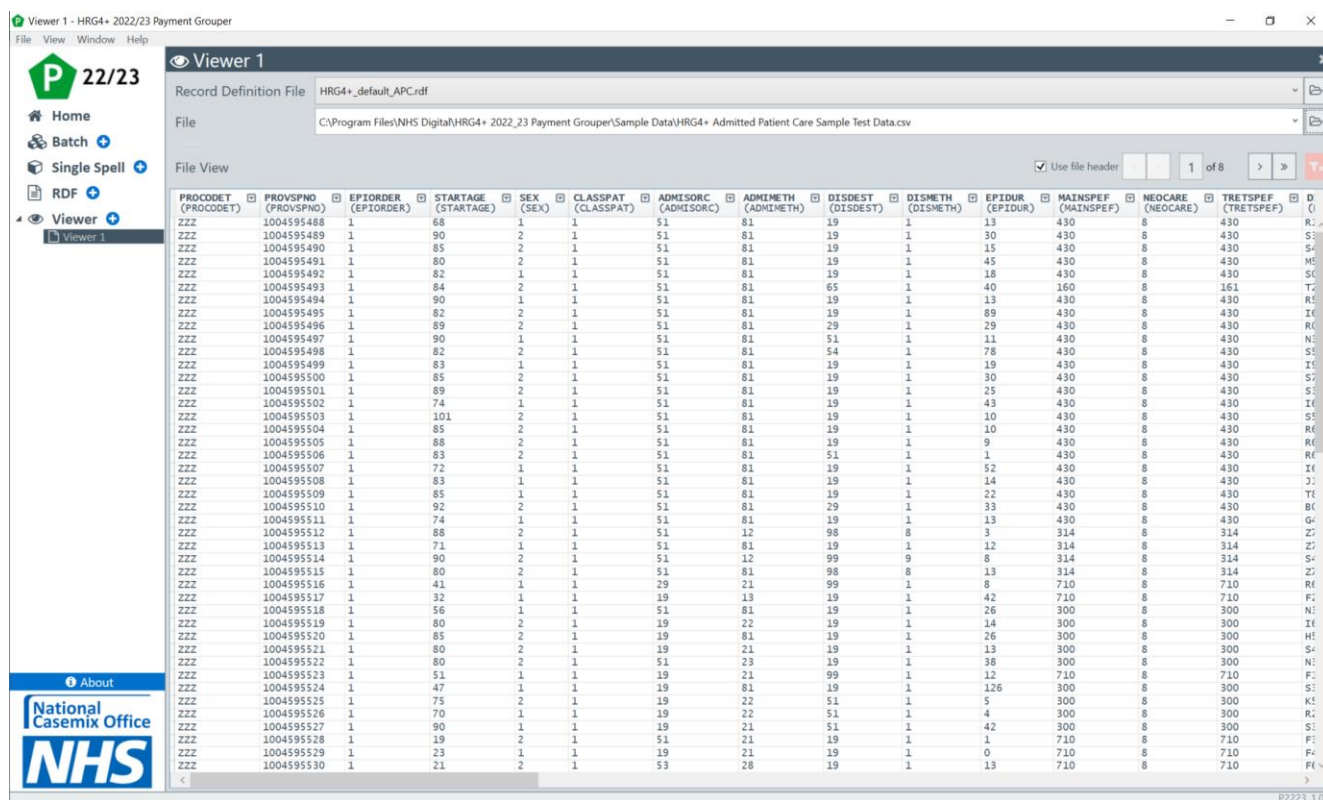 Viewer 1 - HRG4+ 2022/23 Payment Grouper
File View Window Help
P 22/23
Home
Batch
Single Spell
RDF
Viewer
Viewer 1
Viewer 1
Record Definition File HRG4+_default_APC.rdf
File C:\Program Files\NHS Digital\HRG4+ 2022_23 Payment Grouper\Sample Data\HRG4+ Admitted Patient Care Sample Test Data.csv
File View Use file header 1 of 8
PROCODET PROVSPNO EPIORDER STARTAGE SEX CLASSPAT ADMISORC ADMIMETH DISDEST DISMETH EPIDUR MAINSPEF NEOCARE TRETSPEF
(PROCODET) (PROVSPNO) (EPIORDER) (STARTAGE) (SEX) (CLASSPAT) (ADMISORC) (ADMIMETH) (DISDEST) (DISMETH) (EPIDUR) (MAINSPEF) (NEOCARE) (TRETSPEF)
ZZZ 1004595488 1 68 1 1 51 81 19 1 13 430 8 430
ZZZ 1004595489 1 90 2 1 51 81 19 1 30 430 8 430
ZZZ 1004595490 1 85 2 1 51 81 19 1 15 430 8 430
ZZZ 1004595491 1 80 2 1 51 81 19 1 45 430 8 430
ZZZ 1004595492 1 82 1 1 51 81 19 1 18 430 8 430
ZZZ 1004595493 1 84 2 1 51 81 65 1 40 160 8 161
ZZZ 1004595494 1 90 1 1 51 81 19 1 13 430 8 430
ZZZ 1004595495 1 82 2 1 51 81 19 1 89 430 8 430
ZZZ 1004595496 1 89 2 1 51 81 29 1 29 430 8 430
ZZZ 1004595497 1 90 1 1 51 81 51 1 11 430 8 430
ZZZ 1004595498 1 82 2 1 51 81 54 1 78 430 8 430
ZZZ 1004595499 1 83 1 1 51 81 19 1 19 430 8 430
ZZZ 1004595500 1 85 2 1 51 81 19 1 30 430 8 430
ZZZ 1004595501 1 89 2 1 51 81 19 1 25 430 8 430
ZZZ 1004595502 1 74 1 1 51 81 19 1 43 430 8 430
ZZZ 1004595503 1 101 2 1 51 81 19 1 10 430 8 430
ZZZ 1004595504 1 85 2 1 51 81 19 1 10 430 8 430
ZZZ 1004595505 1 88 2 1 51 81 19 1 9 430 8 430
ZZZ 1004595506 1 83 2 1 51 81 51 1 1 430 8 430
ZZZ 1004595507 1 72 1 1 51 81 19 1 52 430 8 430
ZZZ 1004595508 1 83 1 1 51 81 19 1 14 430 8 430
ZZZ 1004595509 1 85 1 1 51 81 19 1 22 430 8 430
ZZZ 1004595510 1 92 2 1 51 81 29 1 33 430 8 430
ZZZ 1004595511 1 74 1 1 51 81 19 1 13 430 8 430
ZZZ 1004595512 1 88 2 1 51 12 98 8 3 314 8 314
ZZZ 1004595513 1 71 1 1 51 81 19 1 12 314 8 314
ZZZ 1004595514 1 90 2 1 51 12 99 9 8 314 8 314
ZZZ 1004595515 1 80 2 1 51 81 98 8 13 314 8 314
ZZZ 1004595516 1 41 1 1 29 21 99 1 8 710 8 710
ZZZ 1004595517 1 32 1 1 19 13 19 1 42 710 8 710
ZZZ 1004595518 1 56 1 1 51 81 19 1 26 300 8 300
ZZZ 1004595519 1 80 2 1 19 22 19 1 14 300 8 300
ZZZ 1004595520 1 85 1 1 19 81 19 1 26 300 8 300
ZZZ 1004595521 1 80 2 1 19 21 19 1 13 300 8 300
ZZZ 1004595522 1 80 2 1 51 23 19 1 38 300 8 300
ZZZ 1004595523 1 51 1 1 19 21 99 1 12 710 8 710
ZZZ 1004595524 1 47 1 1 19 81 19 1 126 300 8 300
ZZZ 1004595525 1 75 2 1 19 22 51 1 5 300 8 300
ZZZ 1004595526 1 70 1 1 19 22 51 1 4 300 8 300
ZZZ 1004595527 1 90 1 1 19 21 51 1 42 300 8 300
ZZZ 1004595528 1 19 2 1 51 21 19 1 1 710 8 710
ZZZ 1004595529 1 23 1 1 19 21 19 1 0 710 8 710
ZZZ 1004595530 1 21 2 1 53 28 19 1 13 710 8 710
About
National
Casemix Office
NHS